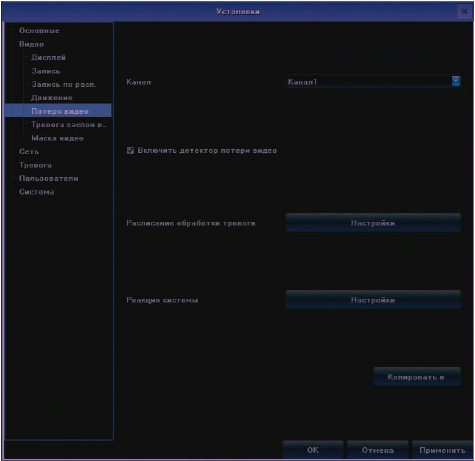 Установки
Основные
Видео
Дисплей
Запись
Запись по расп.
Движение
Потеря видео
Тревога заслон в..
Маска видео
Сеть
Тревога
Пользователи
Система
Канал
Канал1
Включить детектор потери видео
Расписание обработки тревоги
Настройки
Реакция системы
Настройки
Копировать в
OK
Отмена
Применить